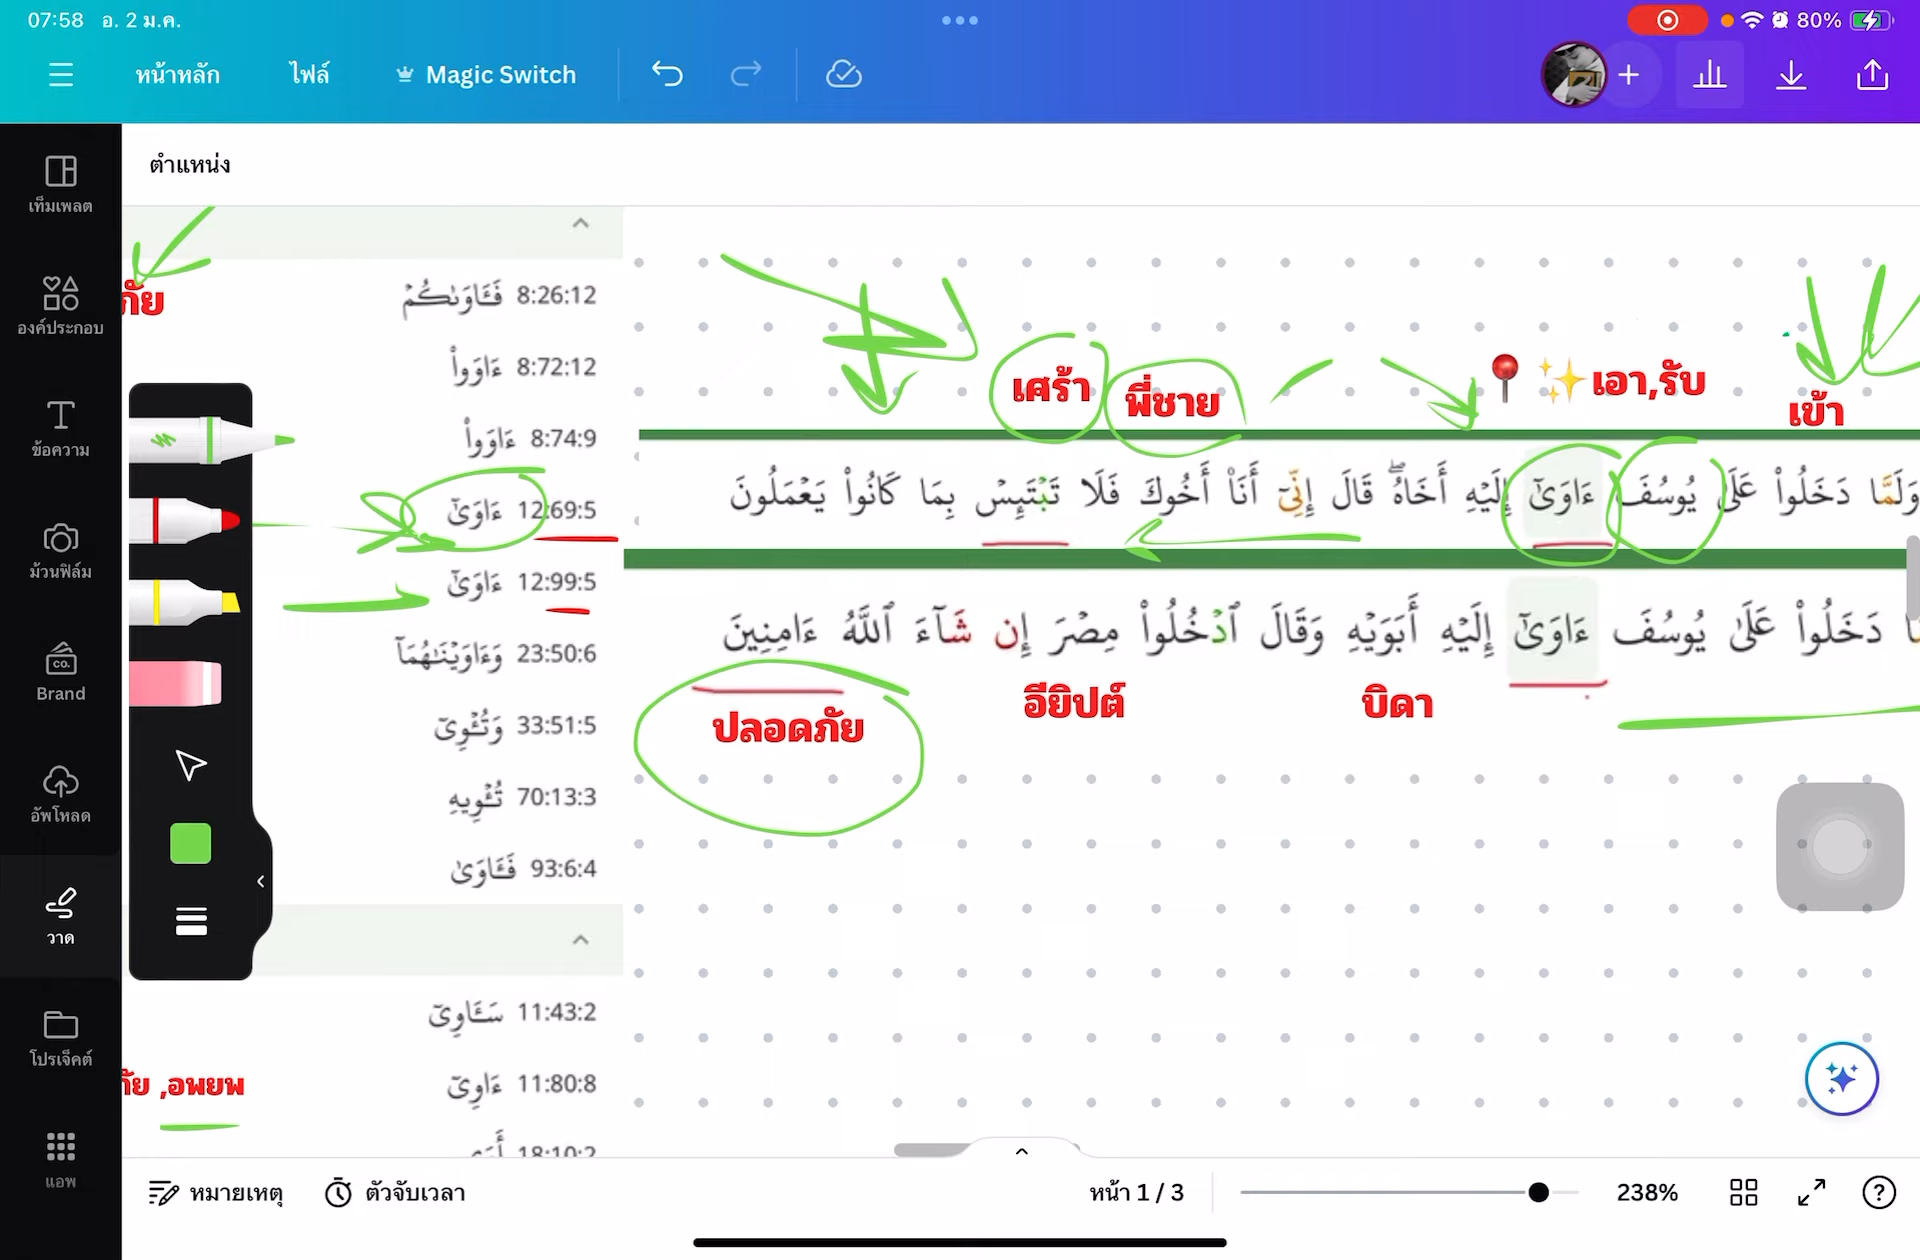 07:58 อ. 2 ม.ค.
80%
หน้าหลัก
ไฟล์
Magic Switch
ตำแหน่ง
เท็มเพลต
องค์ประกอบ
ข้อความ
ม้วนฟิล์ม
CO.
Brand
อัพโหลด
วาด
โปรเจ็คต์
แอพ
ภัย
8:26:12 فَـَٔاوَىٰكُمْ
8:72:12 ءَاوَوا۟
8:74:9 ءَاوَوا۟
12:69:5 ءَاوَىٰٓ
12:99:5 ءَاوَىٰٓ
23:50:6 وَءَاوَيْنَـٰهُمَآ
33:51:5 وَتُـْٔوِىٓ
70:13:3 تُـْٔوِيهِ
93:6:4 فَـَٔاوَىٰ
11:43:2 سَـَٔاوِىٓ
11:80:8 ءَاوِىٓ
18:10:2
ภัย ,อพยพ
เศร้า
พี่ชาย
เอา,รับ
เข้า
وَلَمَّا دَخَلُوا۟ عَلَىٰ يُوسُفَ ءَاوَىٰٓ إِلَيْهِ أَخَاهُ ۖ قَالَ إِنِّىٓ أَنَا۠ أَخُوكَ فَلَا تَبْتَئِسْ بِمَا كَانُوا۟ يَعْمَلُونَ
دَخَلُوا۟ عَلَىٰ يُوسُفَ ءَاوَىٰٓ إِلَيْهِ أَبَوَيْهِ وَقَالَ ٱدْخُلُوا۟ مِصْرَ إِن شَآءَ ٱللَّهُ ءَامِنِينَ
ปลอดภัย
อียิปต์
บิดา
หมายเหตุ
ตัวจับเวลา
หน้า 1 / 3
238%